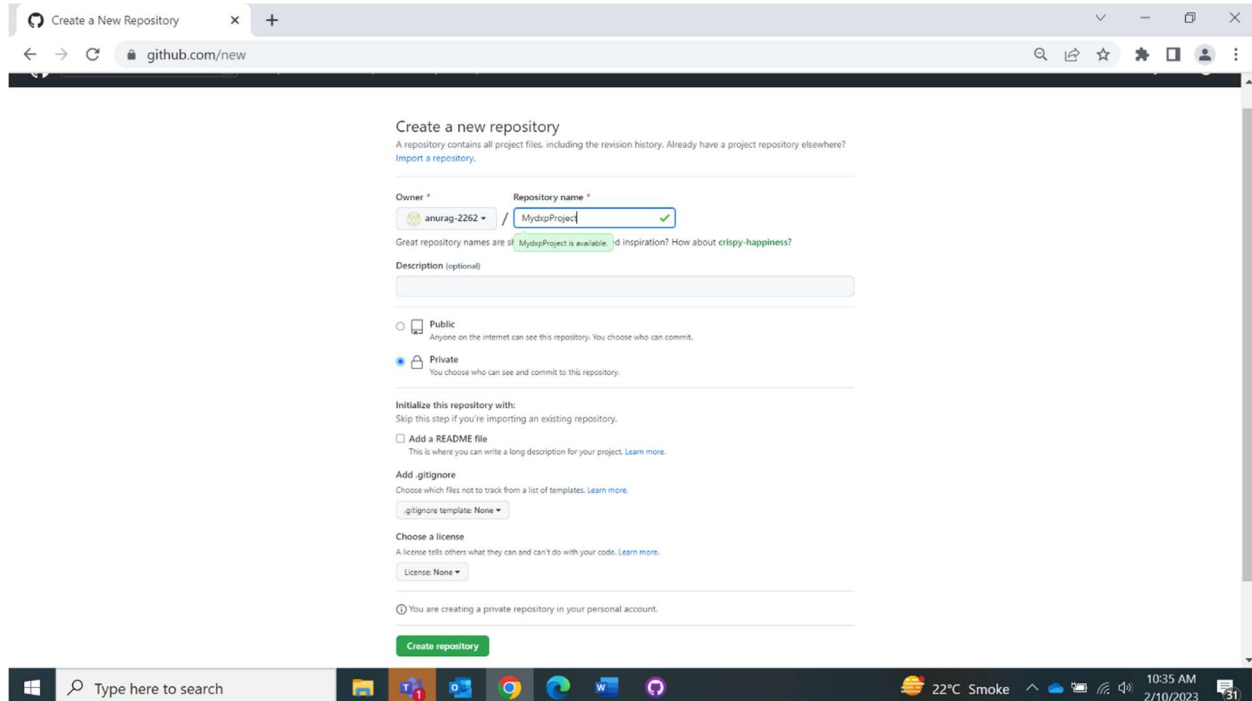 Create a New Repository
github.com/new
Create a new repository
A repository contains all project files, including the revision history. Already have a project repository elsewhere?
Import a repository.
Owner * Repository name *
anurag-2262 / MydxpProject
Great repository names are d inspiration? How about crispy-happiness?
MydxpProject is available.
Description (optional)
Public
Anyone on the internet can see this repository. You choose who can commit.
Private
You choose who can see and commit to this repository.
Initialize this repository with:
Skip this step if you're importing an existing repository.
Add a README file
This is where you can write a long description for your project. Learn more.
Add .gitignore
Choose which files not to track from a list of templates. Learn more.
.gitignore template: None
Choose a license
A license tells others what they can and can't do with your code. Learn more.
License: None
You are creating a private repository in your personal account.
Create repository
Type here to search
1
22°C Smoke
10:35 AM
2/10/2023
31